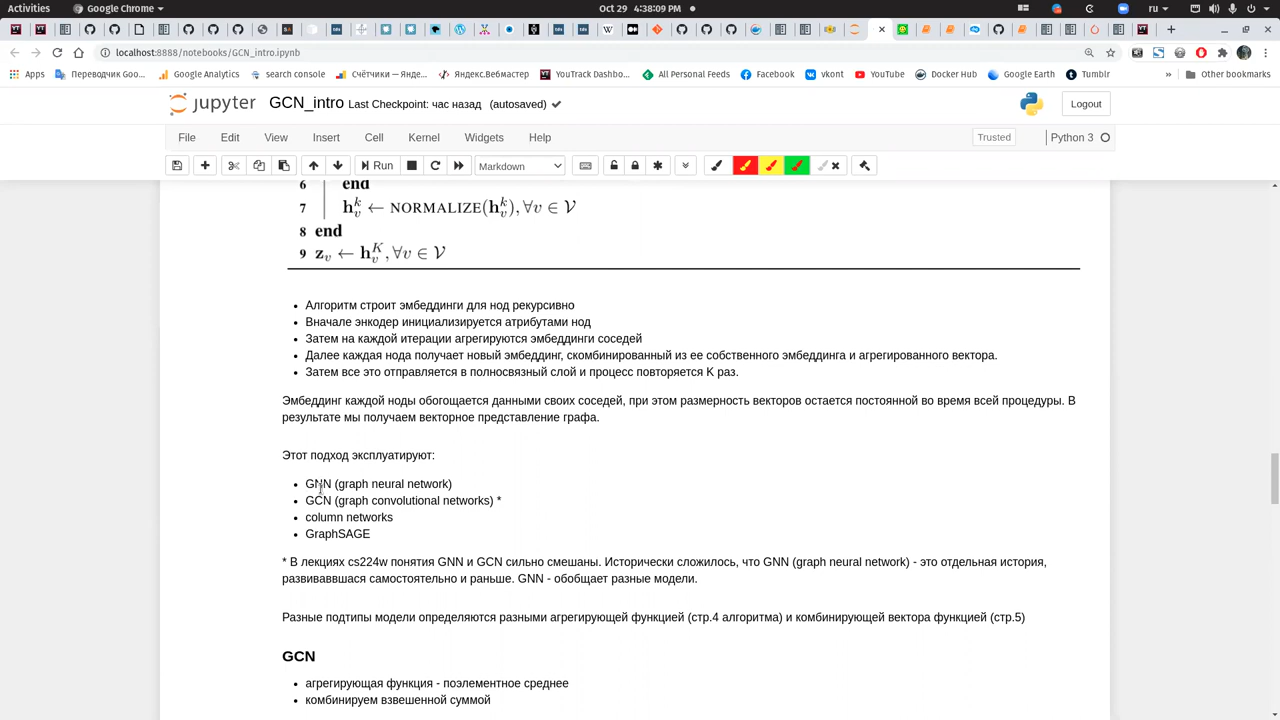 Activities Google Chrome Oct 29 4:38:09 PM ru
localhost:8888/notebooks/GCN_intro.ipynb
Apps Переводчик Goo... Google Analytics search console Счётчики — Янде... Яндекс.Вебмастер YouTrack Dashbo... All Personal Feeds Facebook vkont YouTube Docker Hub Google Earth Tumblr » Other bookmarks
jupyter GCN_intro Last Checkpoint: час назад (autosaved) Logout
File Edit View Insert Cell Kernel Widgets Help Trusted Python 3
Run Markdown
6 end
7 h_v^k ← NORMALIZE(h_v^k), ∀v ∈ 𝒱
8 end
9 z_v ← h_v^K, ∀v ∈ 𝒱
• Алгоритм строит эмбеддинги для нод рекурсивно
• Вначале энкодер инициализируется атрибутами нод
• Затем на каждой итерации агрегируются эмбеддинги соседей
• Далее каждая нода получает новый эмбеддинг, скомбинированный из ее собственного эмбеддинга и агрегированного вектора.
• Затем все это отправляется в полносвязный слой и процесс повторяется K раз.
Эмбеддинг каждой ноды обогощается данными своих соседей, при этом размерность векторов остается постоянной во время всей процедуры. В
результате мы получаем векторное представление графа.
Этот подход эксплуатируют:
• GNN (graph neural network)
• GCN (graph convolutional networks) *
• column networks
• GraphSAGE
* В лекциях cs224w понятия GNN и GCN сильно смешаны. Исторически сложилось, что GNN (graph neural network) - это отдельная история,
развивавшася самостоятельно и раньше. GNN - обобщает разные модели.
Разные подтипы модели определяются разными агрегирующей функцией (стр.4 алгоритма) и комбинирующей вектора функцией (стр.5)
GCN
• агрегирующая функция - поэлементное среднее
• комбинируем взвешенной суммой